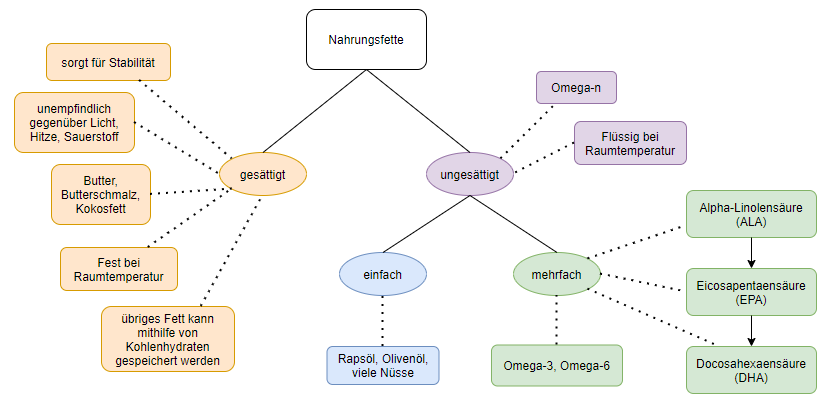 Nahrungsfette
sorgt für Stabilität
unempfindlich
gegenüber Licht,
Hitze, Sauerstoff
Butter,
Butterschmalz,
Kokosfett
Fest bei
Raumtemperatur
übriges Fett kann
mithilfe von
Kohlenhydraten
gespeichert werden
gesättigt
ungesättigt
Omega-n
Flüssig bei
Raumtemperatur
einfach
Rapsöl, Olivenöl,
viele Nüsse
mehrfach
Omega-3, Omega-6
Alpha-Linolensäure
(ALA)
Eicosapentaensäure
(EPA)
Docosahexaensäure
(DHA)